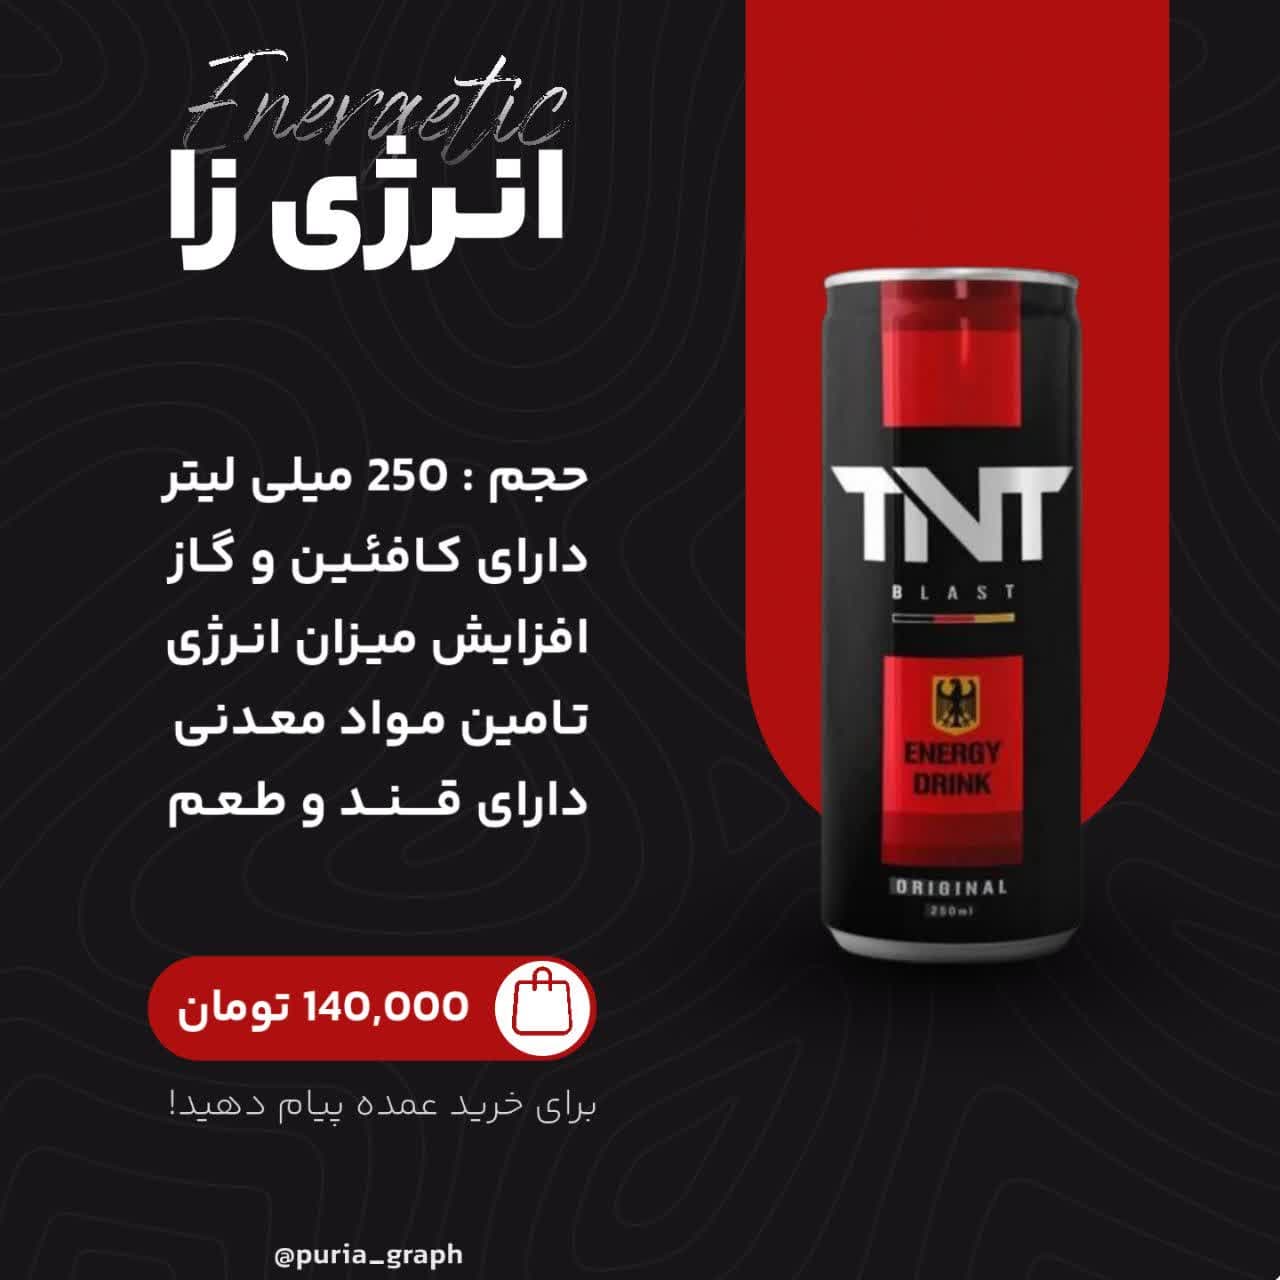 Energetic
انرژی زا
حجم : 250 میلی لیتر
دارای کافئین و گاز
افزایش میزان انرژی
تامین مواد معدنی
دارای قند و طعم
140,000 تومان
برای خرید عمده پیام دهید!
@puria_graph
TNT
BLAST
ENERGY
DRINK
ORIGINAL
250ml